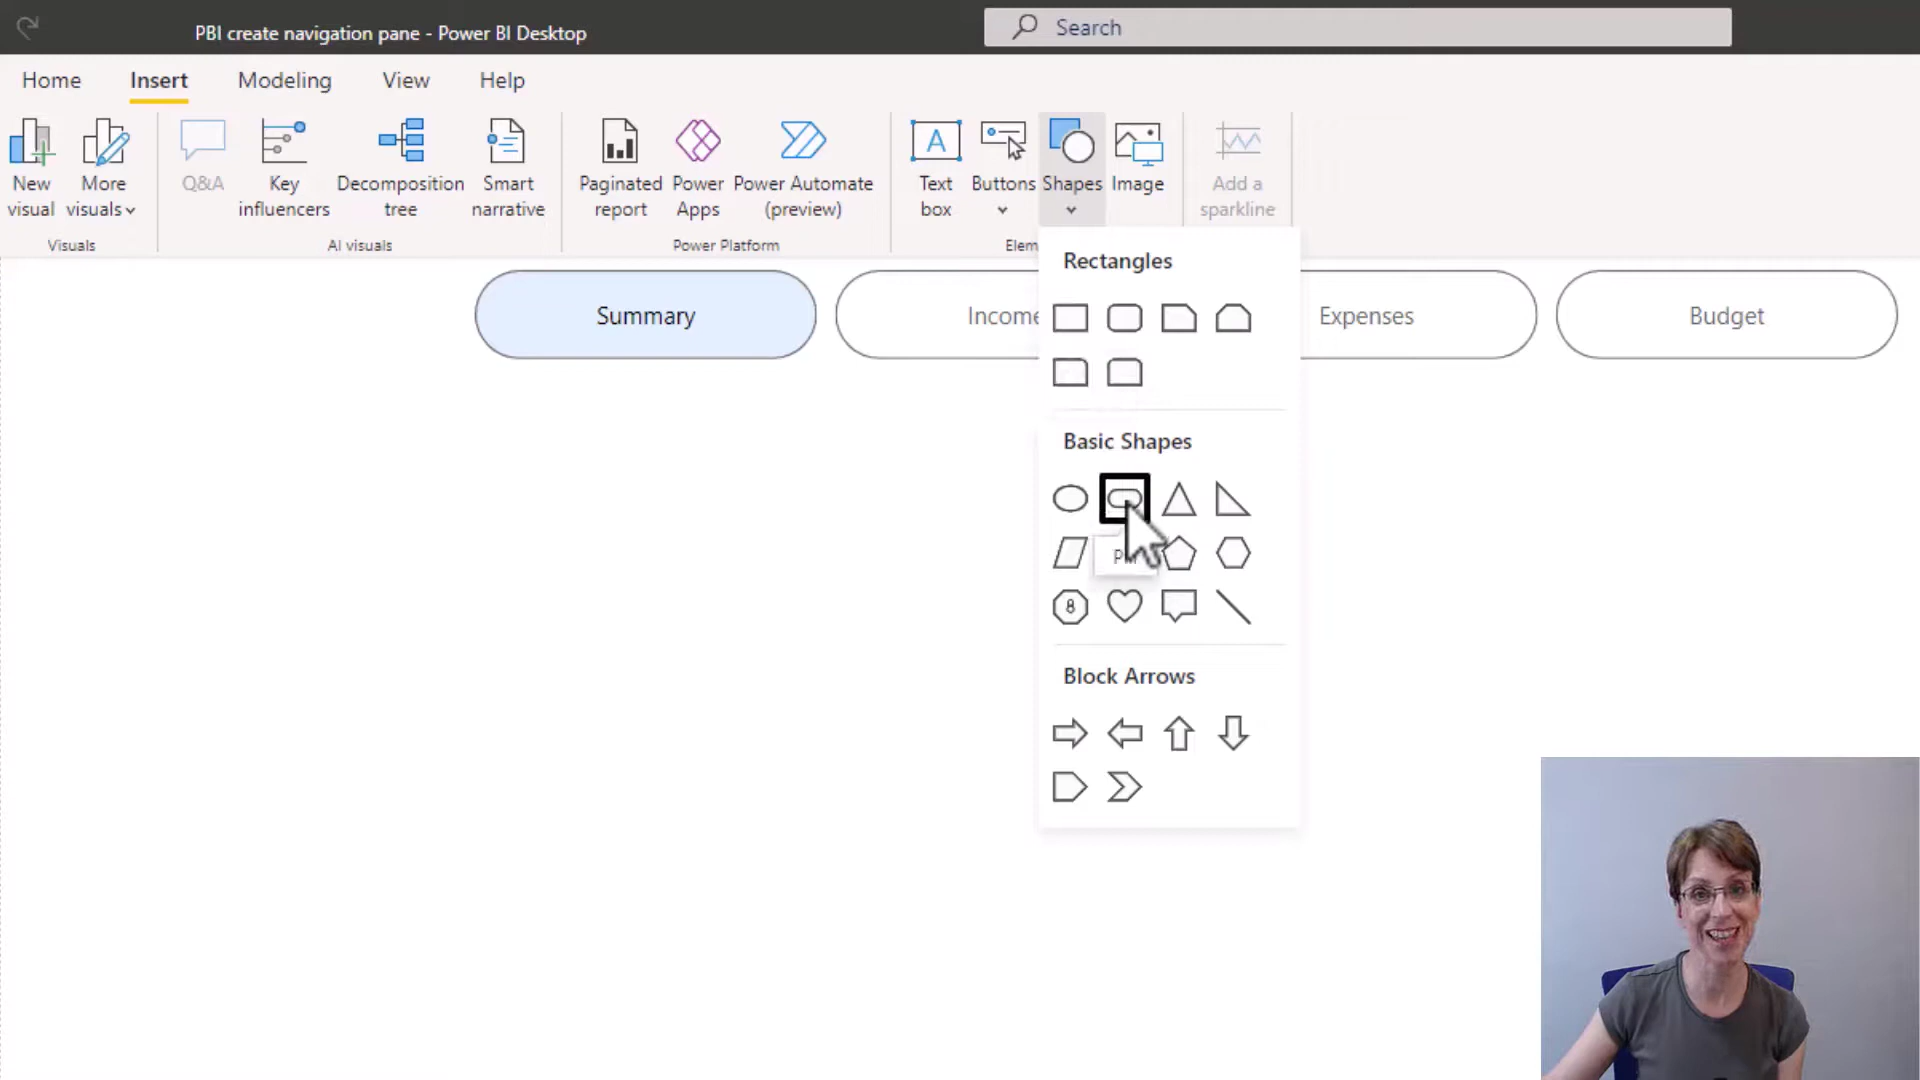 PBI create navigation pane - Power BI Desktop
Search
Home
Insert
Modeling
View
Help
New visual
More visuals
Q&A
Key influencers
Decomposition tree
Smart narrative
Paginated report
Power Apps
Power Automate (preview)
Text box
Buttons
Shapes
Image
Add a sparkline
Visuals
AI visuals
Power Platform
Summary
Income
Expenses
Budget
Rectangles
Basic Shapes
8
Block Arrows